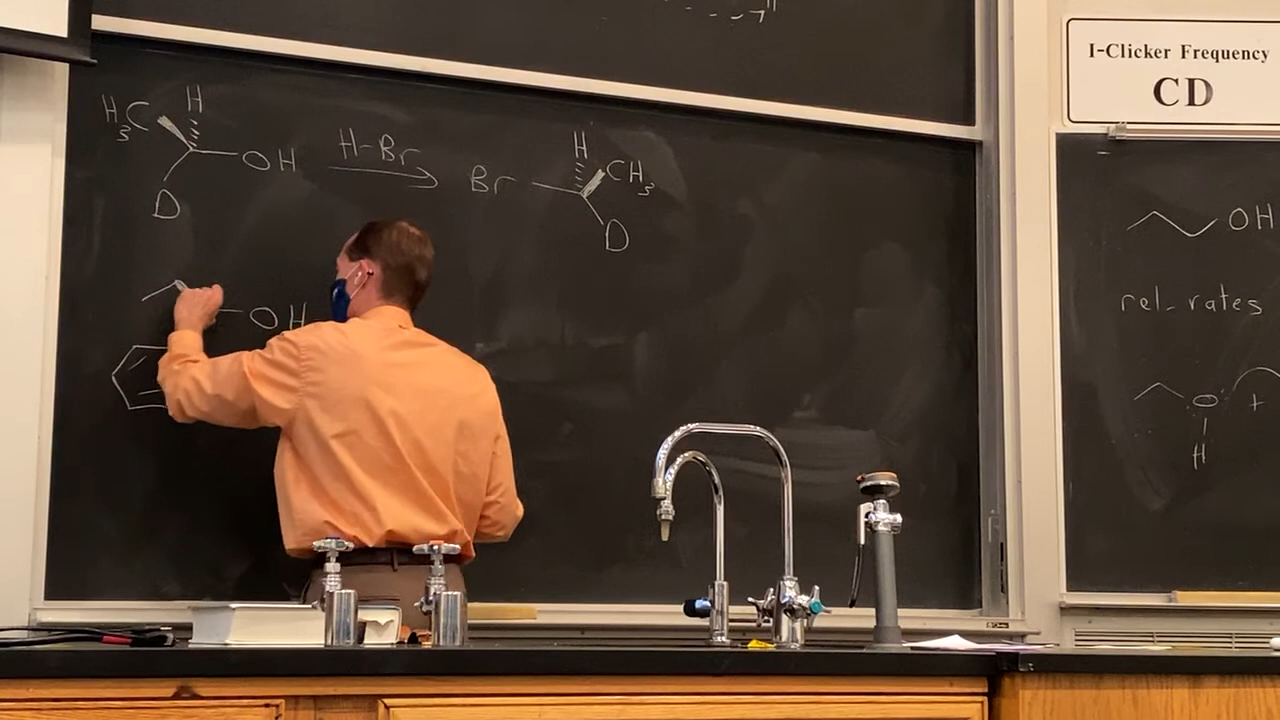 I-Clicker Frequency
CD
H₃C H OH D
H-Br
Br H CH₃ D
OH
OH
rel. rates
O +
H